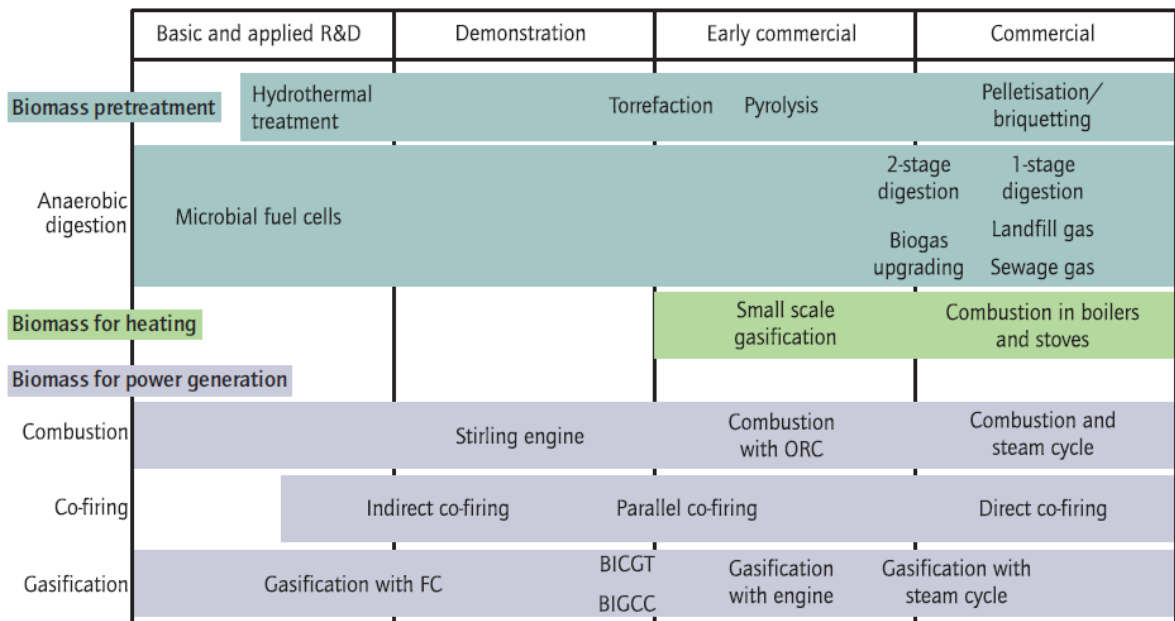 Basic and applied R&D
Demonstration
Early commercial
Commercial
Biomass pretreatment
Hydrothermal
treatment
Torrefaction
Pyrolysis
Pelletisation/
briquetting
Anaerobic
digestion
Microbial fuel cells
2-stage
digestion
1-stage
digestion
Biogas
upgrading
Landfill gas
Sewage gas
Biomass for heating
Small scale
gasification
Combustion in boilers
and stoves
Biomass for power generation
Combustion
Stirling engine
Combustion
with ORC
Combustion and
steam cycle
Co-firing
Indirect co-firing
Parallel co-firing
Direct co-firing
Gasification
Gasification with FC
BICGT
BIGCC
Gasification
with engine
Gasification with
steam cycle